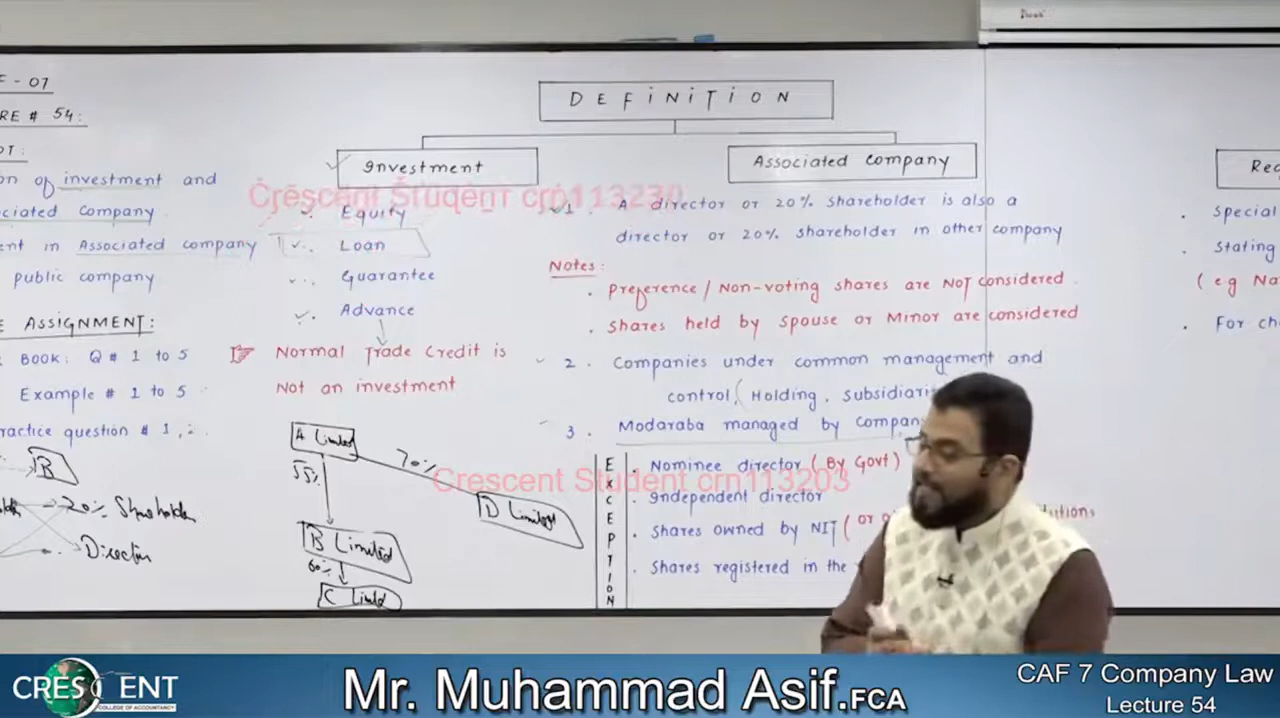 F - 07
RE # 54:
OT:
on of investment and
ciated Company
ent in Associated company
public company
E ASSIGNMENT:
BOOK: Q # 1 to 5
Example # 1 to 5
ractice question # 1,
B
20% Shareholder
Director
DEFINITION
Investment
Equity
Loan
Guarantee
Advance
Normal Trade Credit is
Not an investment
A Limited
55%
70%
B Limited
D Limited
60%
C Limited
Associated Company
1. A director or 20% shareholder is also a
director or 20% shareholder in other company
Notes:
Preference / Non-voting shares are NOT considered
Shares held by Spouse or Minor are considered
2. Companies under common management and
control (Holding, subsidiari
3. Modaraba managed by compan
EXCEPTION
Nominee director (By Govt)
Independent director
Shares owned by NIT (or o
utions
Shares registered in the
Special
Stating
(eg Na
For ch
Crescent Student crn113230
Crescent Student crn113203
CRESCENT
COLLEGE OF ACCOUNTANCY
Mr. Muhammad Asif.FCA
CAF 7 Company Law
Lecture 54